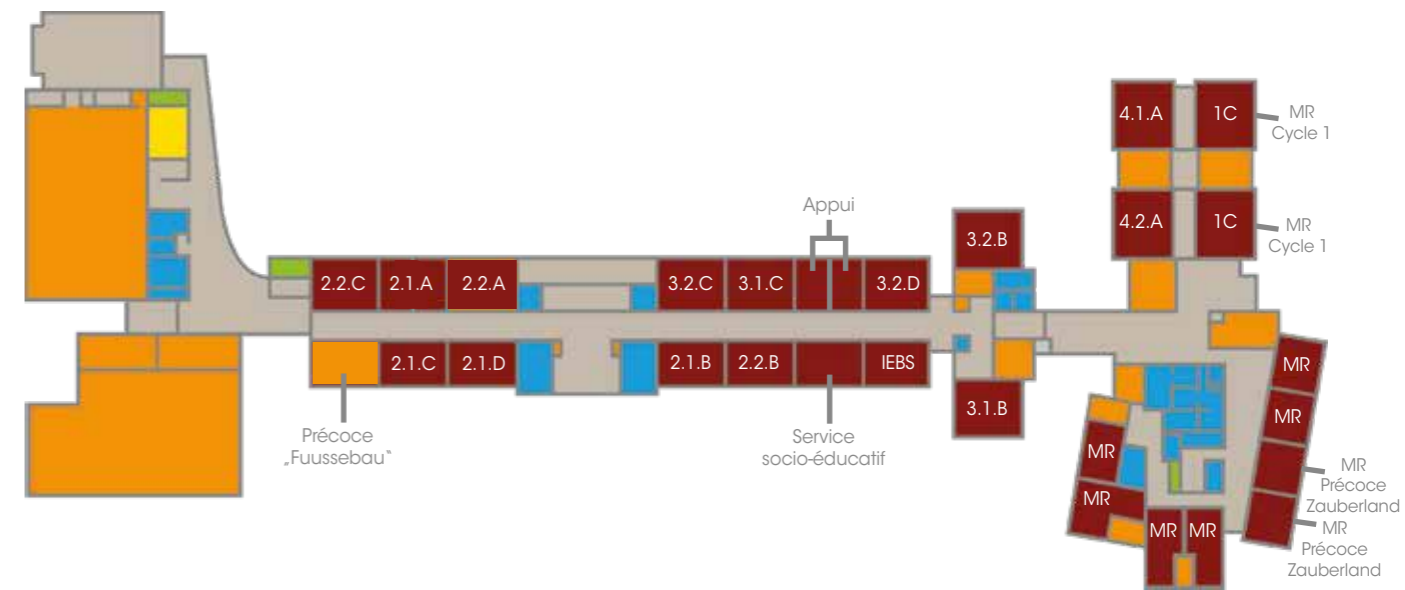 4.1.A
1C
MR
Cycle 1
4.2.A
1C
MR
Cycle 1
Appui
3.2.B
2.2.C
2.1.A
2.2.A
3.2.C
3.1.C
3.2.D
2.1.C
2.1.D
2.1.B
2.2.B
IEBS
3.1.B
Précoce
„Fuussebau“
Service
socio-éducatif
MR
MR
MR
MR
MR
MR
MR
Précoce
Zauberland
MR
Précoce
Zauberland